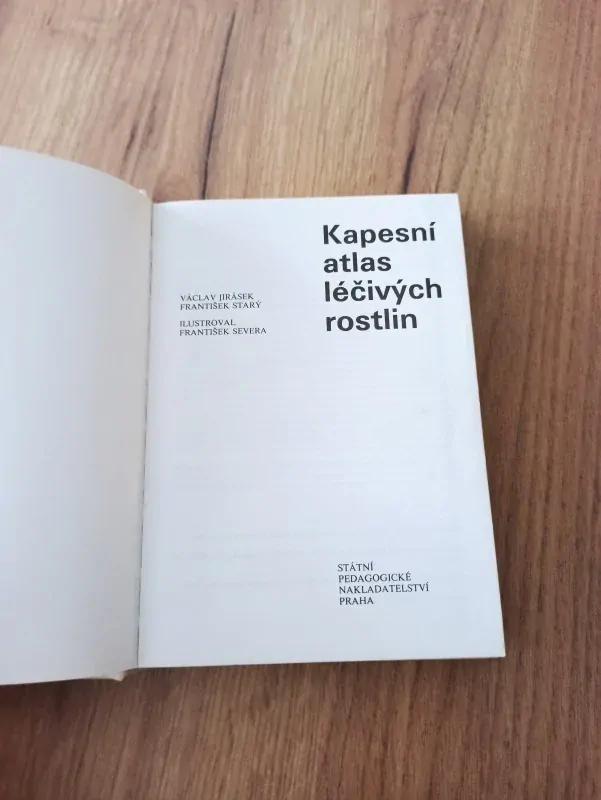 Kapesní
atlas
léčivých
rostlin
VÁCLAV JIRÁSEK
FRANTIŠEK STARÝ
ILUSTROVAL
FRANTIŠEK SEVERA
STÁTNÍ
PEDAGOGICKÉ
NAKLADATELSTVÍ
PRAHA